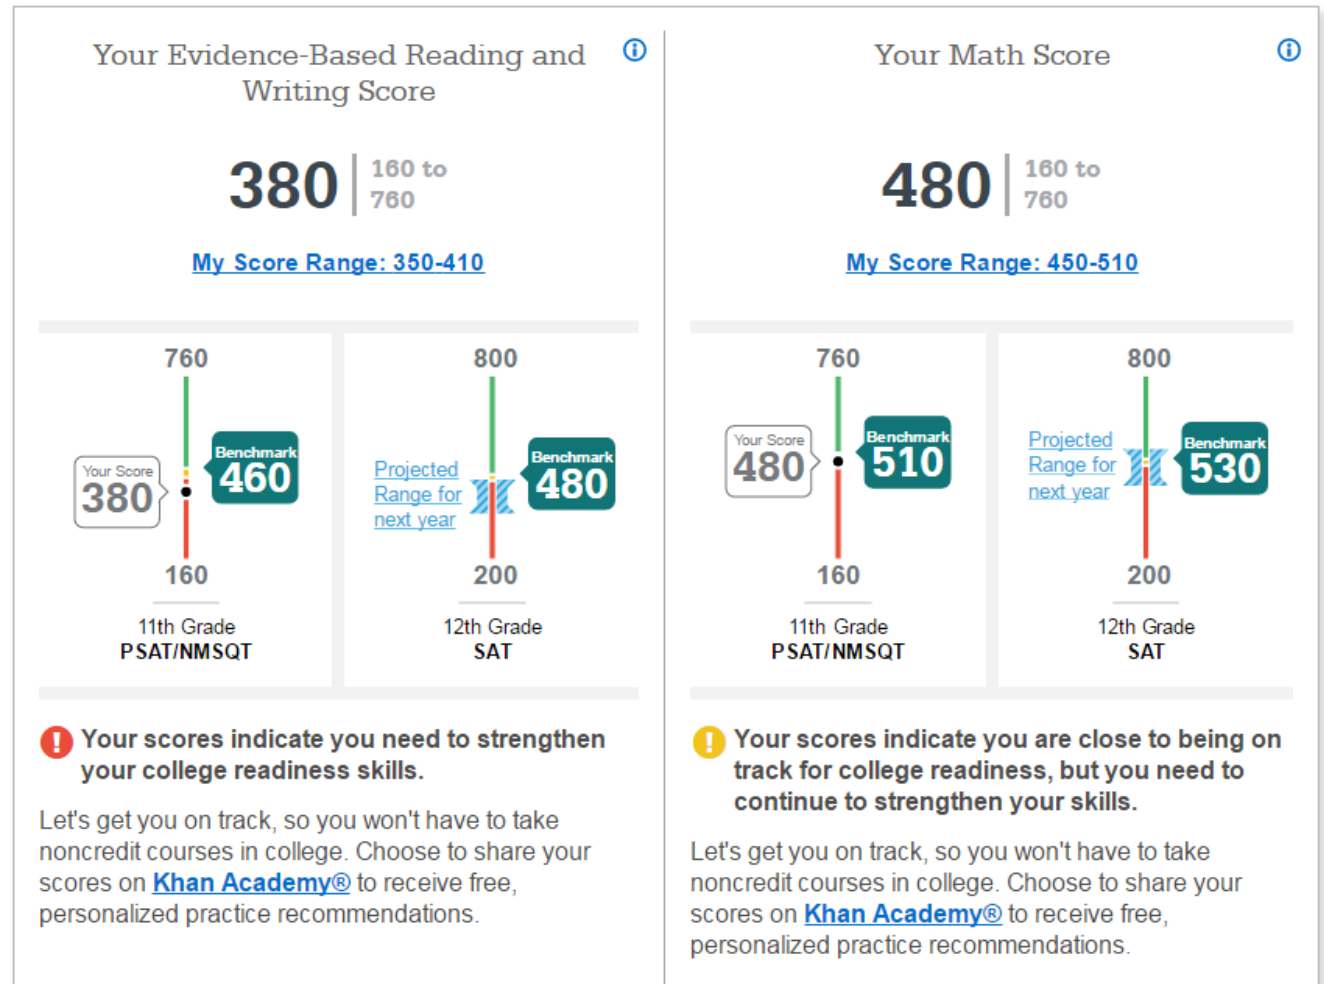 Your Evidence-Based Reading and
Writing Score
380
160 to
760
My Score Range: 350-410
760
Your Score
380
Benchmark
460
160
11th Grade
PSAT/NMSQT
800
Projected
Range for
next year
Benchmark
480
200
12th Grade
SAT
! Your scores indicate you need to strengthen
your college readiness skills.
Let's get you on track, so you won't have to take
noncredit courses in college. Choose to share your
scores on Khan Academy® to receive free,
personalized practice recommendations.
Your Math Score
480
160 to
760
My Score Range: 450-510
760
Your Score
480
Benchmark
510
160
11th Grade
PSAT/NMSQT
800
Projected
Range for
next year
Benchmark
530
200
12th Grade
SAT
! Your scores indicate you are close to being on
track for college readiness, but you need to
continue to strengthen your skills.
Let's get you on track, so you won't have to take
noncredit courses in college. Choose to share your
scores on Khan Academy® to receive free,
personalized practice recommendations.